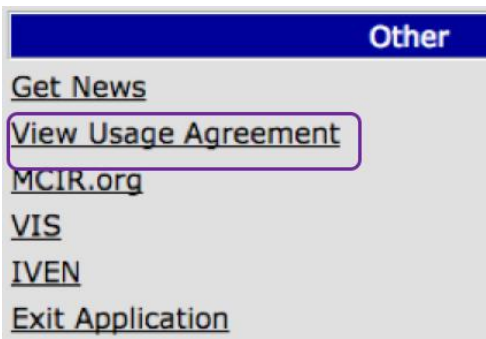 Other
Get News
View Usage Agreement
MCIR.org
VIS
IVEN
Exit Application